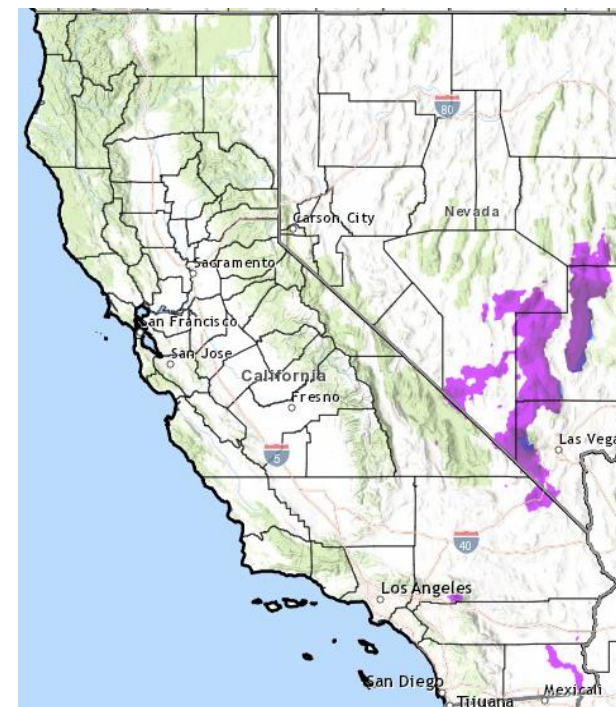 80
Carson City
Nevada
Sacramento
San Francisco
San Jose
California
Fresno
5
Las Vega
40
Los Angeles
San Diego
Mexicali
Tijuana